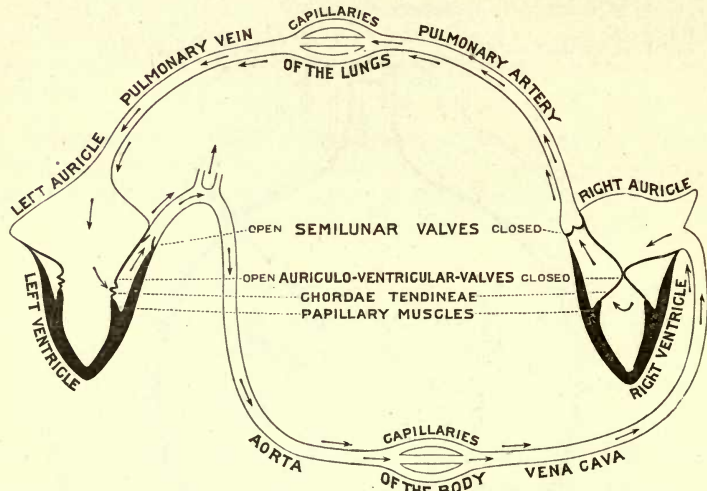 CAPILLARIES
OF THE LUNGS
PULMONARY VEIN
PULMONARY ARTERY
LEFT AURICLE
RIGHT AURICLE
OPEN SEMILUNAR VALVES CLOSED
OPEN AURICULO-VENTRICULAR-VALVES CLOSED
CHORDAE TENDINEAE
PAPILLARY MUSCLES
LEFT VENTRICLE
RIGHT VENTRICLE
AORTA
CAPILLARIES
OF THE BODY
VENA CAVA